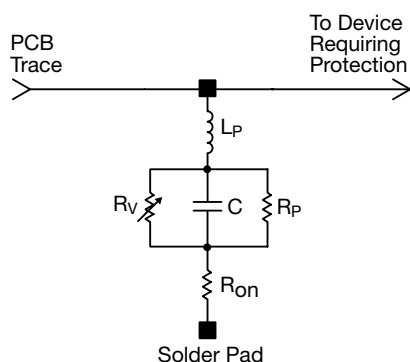 PCB
Trace
To Device
Requiring
Protection
LP
RV
C
RP
Ron
Solder Pad